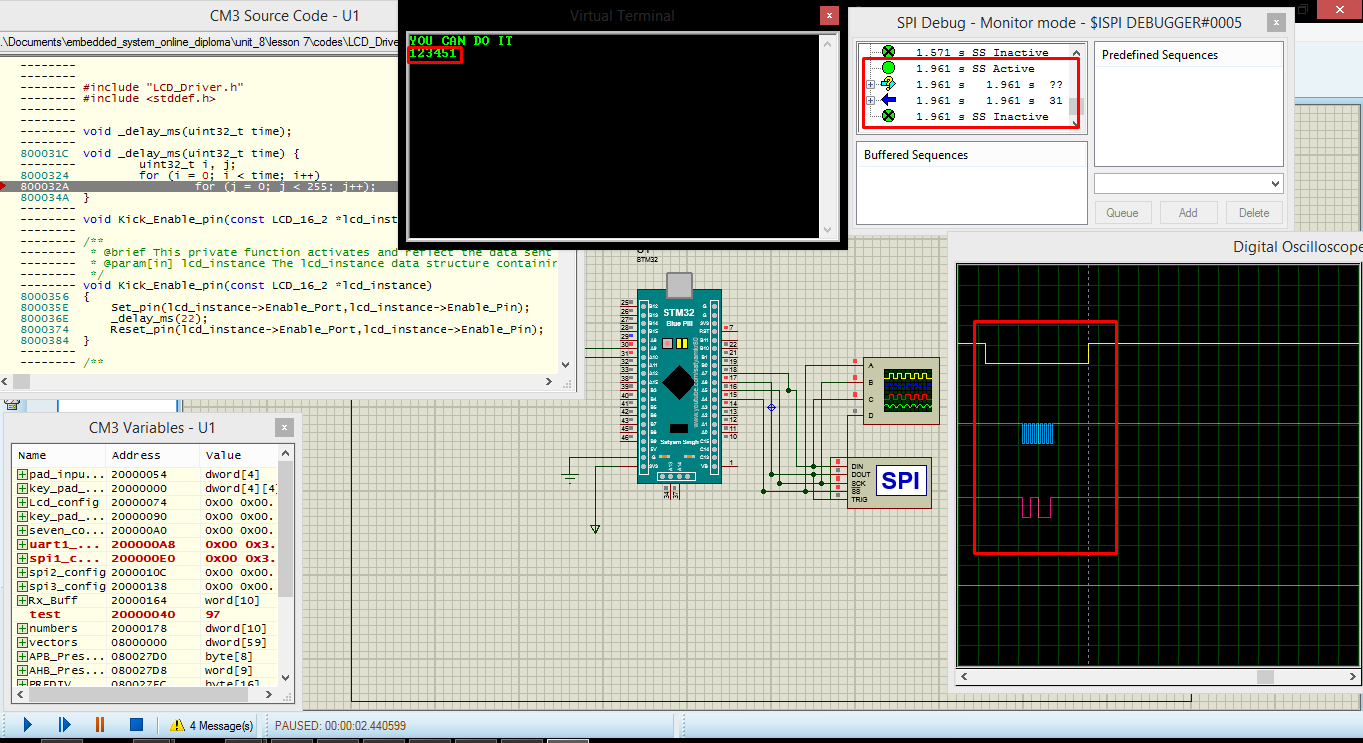 CM3 Source Code - U1
.\Documents\embedded_system_online_diploma\unit_8\lesson 7\codes\LCD_Drive
--------
-------- #include "LCD_Driver.h"
-------- #include <stddef.h>
--------
--------
-------- void _delay_ms(uint32_t time);
--------
800031C void _delay_ms(uint32_t time) {
-------- uint32_t i, j;
8000324 for (i = 0; i < time; i++)
800032A for (j = 0; j < 255; j++);
800034A }
--------
-------- void Kick_Enable_pin(const LCD_16_2 *lcd_inst
--------
-------- /**
-------- * @brief This private function activates and reflect the data sent
-------- * @param[in] lcd_instance The lcd_instance data structure containin
-------- */
-------- void Kick_Enable_pin(const LCD_16_2 *lcd_instance)
8000356 {
800035E Set_pin(lcd_instance->Enable_Port,lcd_instance->Enable_Pin);
800036E _delay_ms(22);
8000374 Reset_pin(lcd_instance->Enable_Port,lcd_instance->Enable_Pin);
8000384 }
--------
-------- /**
Virtual Terminal
YOU CAN DO IT
123451
SPI Debug - Monitor mode - $ISPI DEBUGGER#0005
1.571 s SS Inactive
1.961 s SS Active
1.961 s 1.961 s ??
1.961 s 1.961 s 31
1.961 s SS Inactive
Predefined Sequences
Buffered Sequences
Queue Add Delete
Digital Oscilloscope
STM32
STM32
Blue Pill
Satyam Singh
A
B
C
D
DIN
DOUT
SCK
SS
TRIG
SPI
CM3 Variables - U1
Name Address Value
pad_inpu... 20000054 dword[4]
key_pad_... 20000000 dword[4][4]
Lcd_config 20000074 0x00 0x00.
key_pad_... 20000090 0x00 0x00.
seven_co... 200000A0 0x00 0x00.
uart1_... 200000A8 0x00 0x3.
spi1_c... 200000E0 0x00 0x3.
spi2_config 2000010C 0x00 0x00.
spi3_config 20000138 0x00 0x00.
Rx_Buff 20000164 word[10]
test 20000040 97
numbers 20000178 dword[10]
vectors 08000000 dword[59]
APB_Pres... 080027D0 byte[8]
AHB_Pres... 080027D8 word[9]
PREDIV 080027EC byte[16]
4 Message(s) PAUSED: 00:00:02.440599